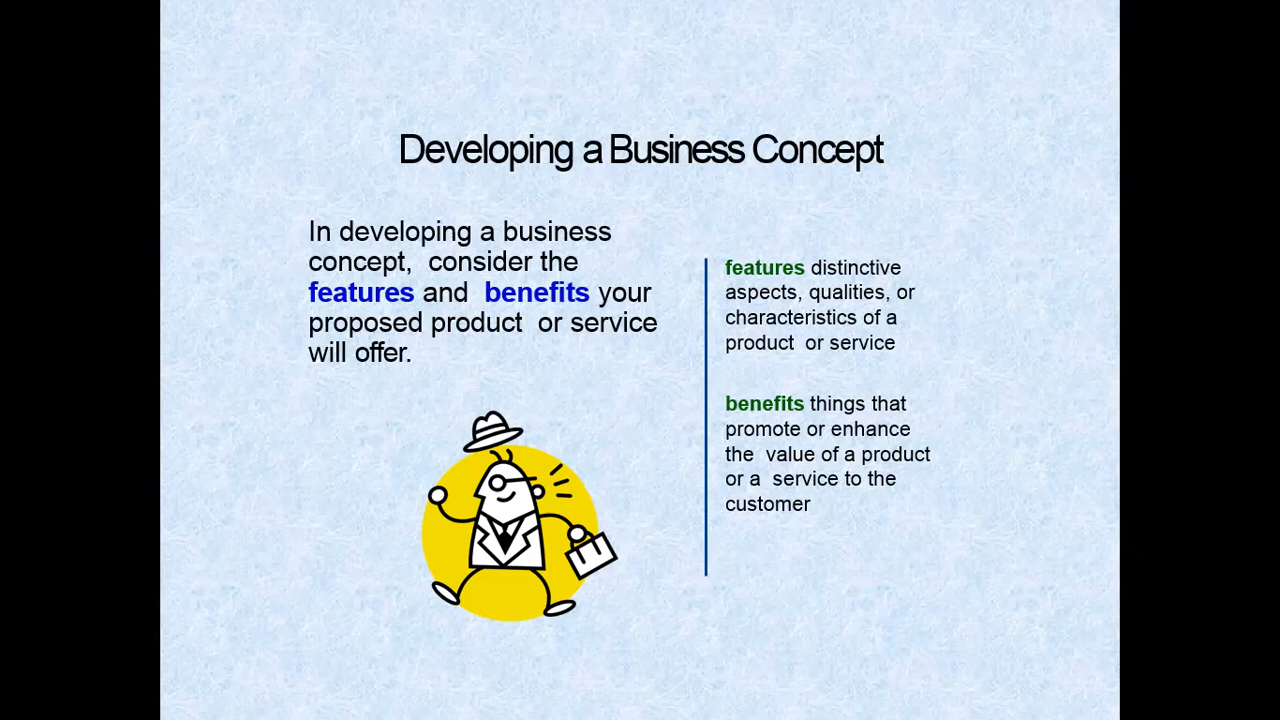 Developing a Business Concept
In developing a business
concept,  consider the
features and  benefits your
proposed product  or service
will offer.
features distinctive
aspects, qualities, or
characteristics of a
product  or service
benefits things that
promote or enhance
the  value of a product
or a  service to the
customer